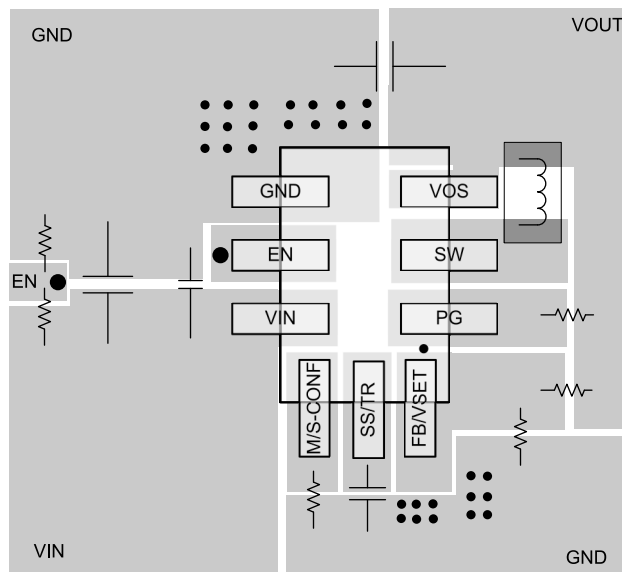 GND
VOUT
GND
VOS
EN
SW
EN
VIN
PG
M/S-CONF
SS/TR
FB/VSET
VIN
GND